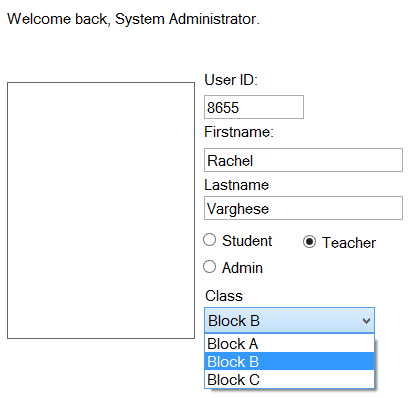 Welcome back, System Administrator.
User ID:
8655
Firstname:
Rachel
Lastname
Varghese
Student Teacher
Admin
Class
Block B
Block A
Block B
Block C